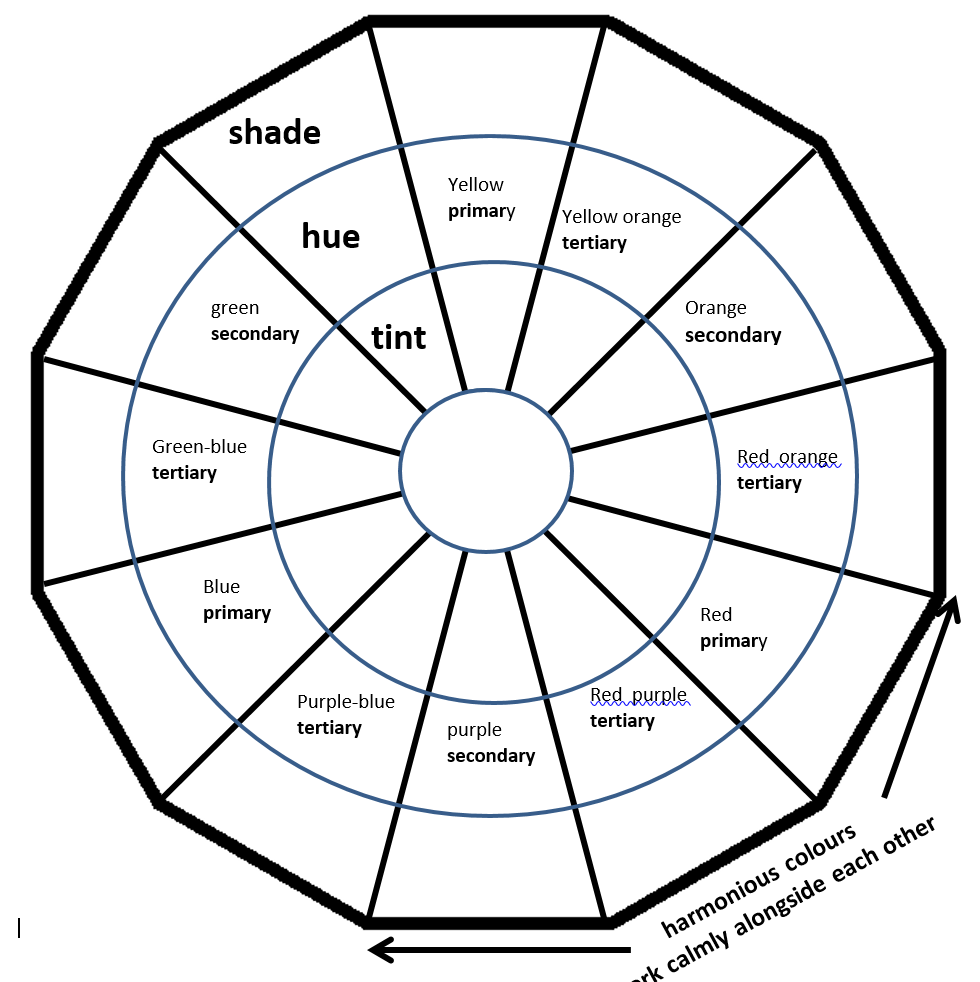 shade
hue
tint
Yellow
primary
Yellow orange
tertiary
Orange
secondary
Red  orange
tertiary
Red
primary
Red  purple
tertiary
purple
secondary
Purple-blue
tertiary
Blue
primary
Green-blue
tertiary
green
secondary
harmonious colours
calmly alongside each other